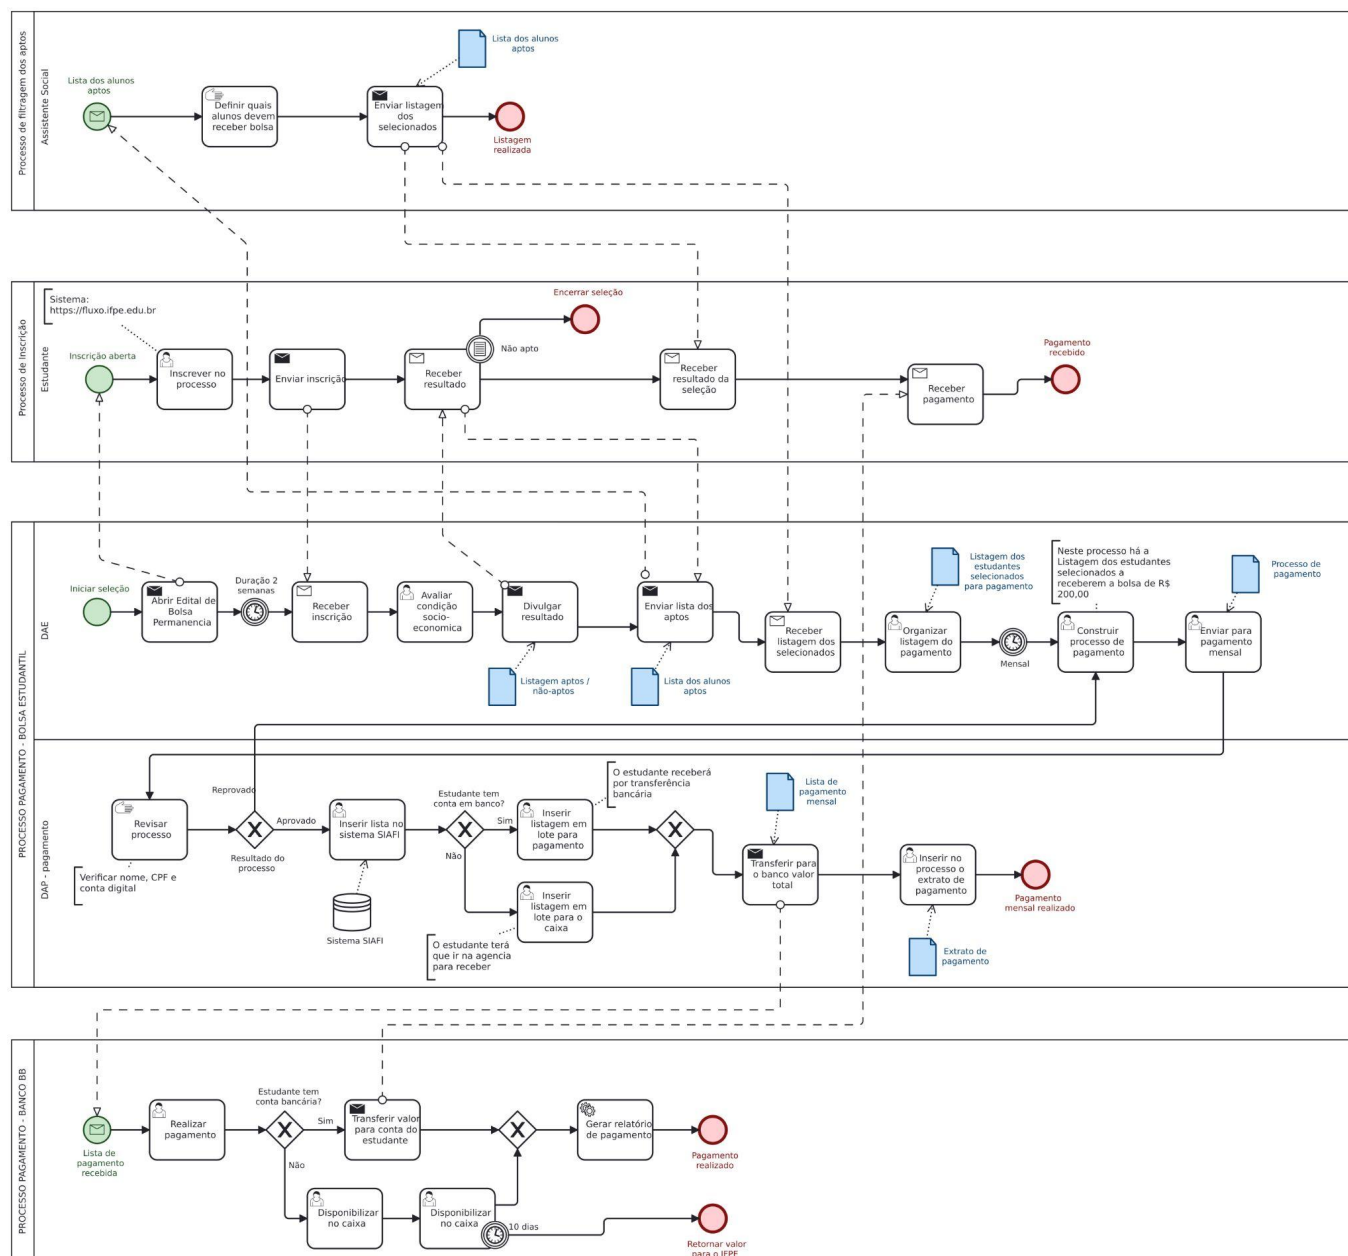 Processo de filtragem dos aptos
Assistente Social
Lista dos alunos
aptos
Definir quais
alunos devem
receber bolsa
Enviar listagem
dos
selecionados
Lista dos alunos
aptos
Listagem
realizada
Processo de Inscrição
Estudante
Sistema:
https://fluxo.ifpe.edu.br
Inscrição aberta
Inscrever no
processo
Enviar inscrição
Receber
resultado
Não apto
Encerrar seleção
Receber
resultado da
seleção
Receber
pagamento
Pagamento
recebido
PROCESSO PAGAMENTO - BOLSA ESTUDANTIL
DAE
Iniciar seleção
Abrir Edital de
Bolsa
Permanencia
Duração 2
semanas
Receber
inscrição
Avaliar
condição
socio-
economica
Divulgar
resultado
Listagem aptos /
não-aptos
Enviar lista dos
aptos
Lista dos alunos
aptos
Receber
listagem dos
selecionados
Organizar
listagem do
pagamento
Listagem dos
estudantes
selecionados
para pagamento
Mensal
Neste processo há a
Listagem dos estudantes
selecionados a
receberem a bolsa de R$
200,00
Construir
processo de
pagamento
Enviar para
pagamento
mensal
Processo de
pagamento
DAP - pagamento
Revisar
processo
Verificar nome, CPF e
conta digital
Reprovado
Aprovado
Resultado do
processo
Inserir lista no
sistema SIAFI
Sistema SIAFI
Estudante tem
conta em banco?
Sim
Não
Inserir
listagem em
lote para
pagamento
O estudante receberá
por transferência
bancária
Inserir
listagem em
lote para o
caixa
O estudante terá
que ir na agencia
para receber
Lista de
pagamento
mensal
Transferir para
o banco valor
total
Inserir no
processo o
extrato de
pagamento
Extrato de
pagamento
Pagamento
mensal realizado
PROCESSO PAGAMENTO - BANCO BB
Lista de
pagamento
recebida
Realizar
pagamento
Estudante tem
conta bancária?
Sim
Não
Transferir valor
para conta do
estudante
Disponibilizar
no caixa
Disponibilizar
no caixa
10 dias
Gerar relatório
de pagamento
Pagamento
realizado
Retornar valor
para o IFPE